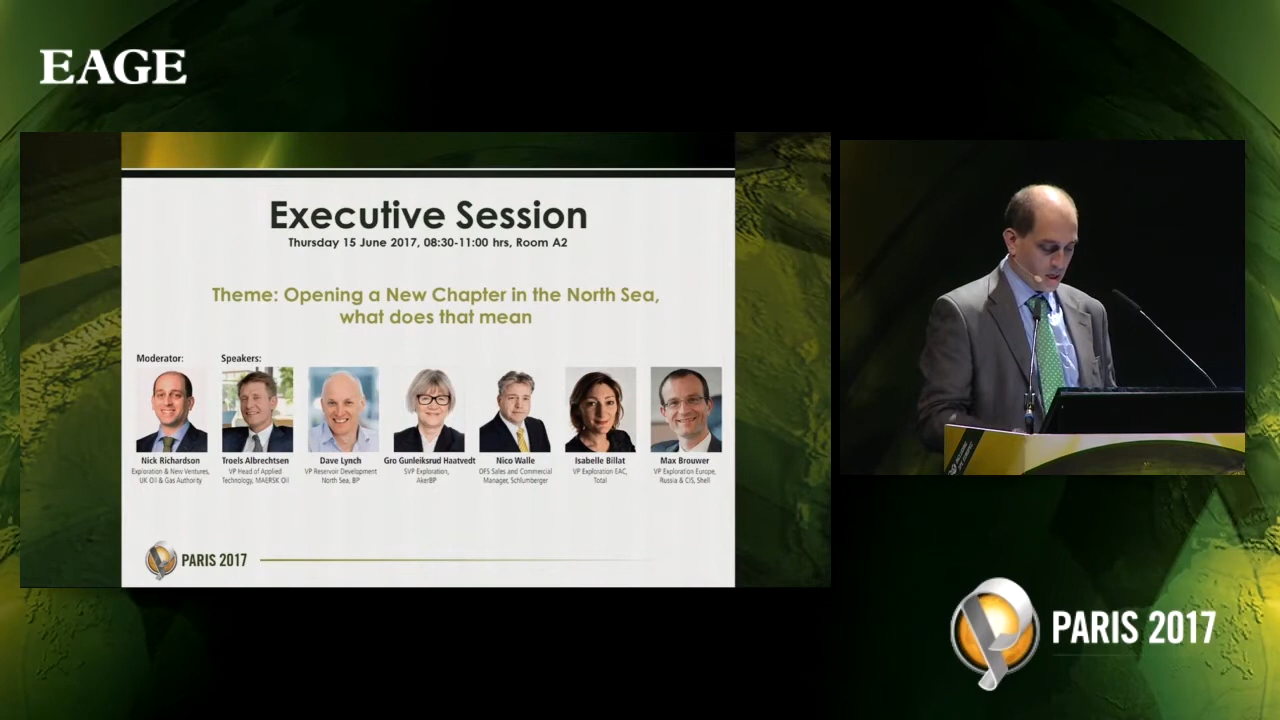 EAGE
Executive Session
Thursday 15 June 2017, 08:30-11:00 hrs, Room A2
Theme: Opening a New Chapter in the North Sea,
what does that mean
Moderator:
Speakers:
Nick Richardson
Exploration & New Ventures,
UK Oil & Gas Authority
Troels Albrechtsen
VP Head of Applied
Technology, MAERSK Oil
Dave Lynch
VP Reservoir Development
North Sea, BP
Gro Gunleiksrud Haatvedt
SVP Exploration,
AkerBP
Nico Walle
OFS Sales and Commercial
Manager, Schlumberger
Isabelle Billat
VP Exploration EAC,
Total
Max Brouwer
VP Exploration Europe,
Russia & CIS, Shell
PARIS 2017
PARIS 2017